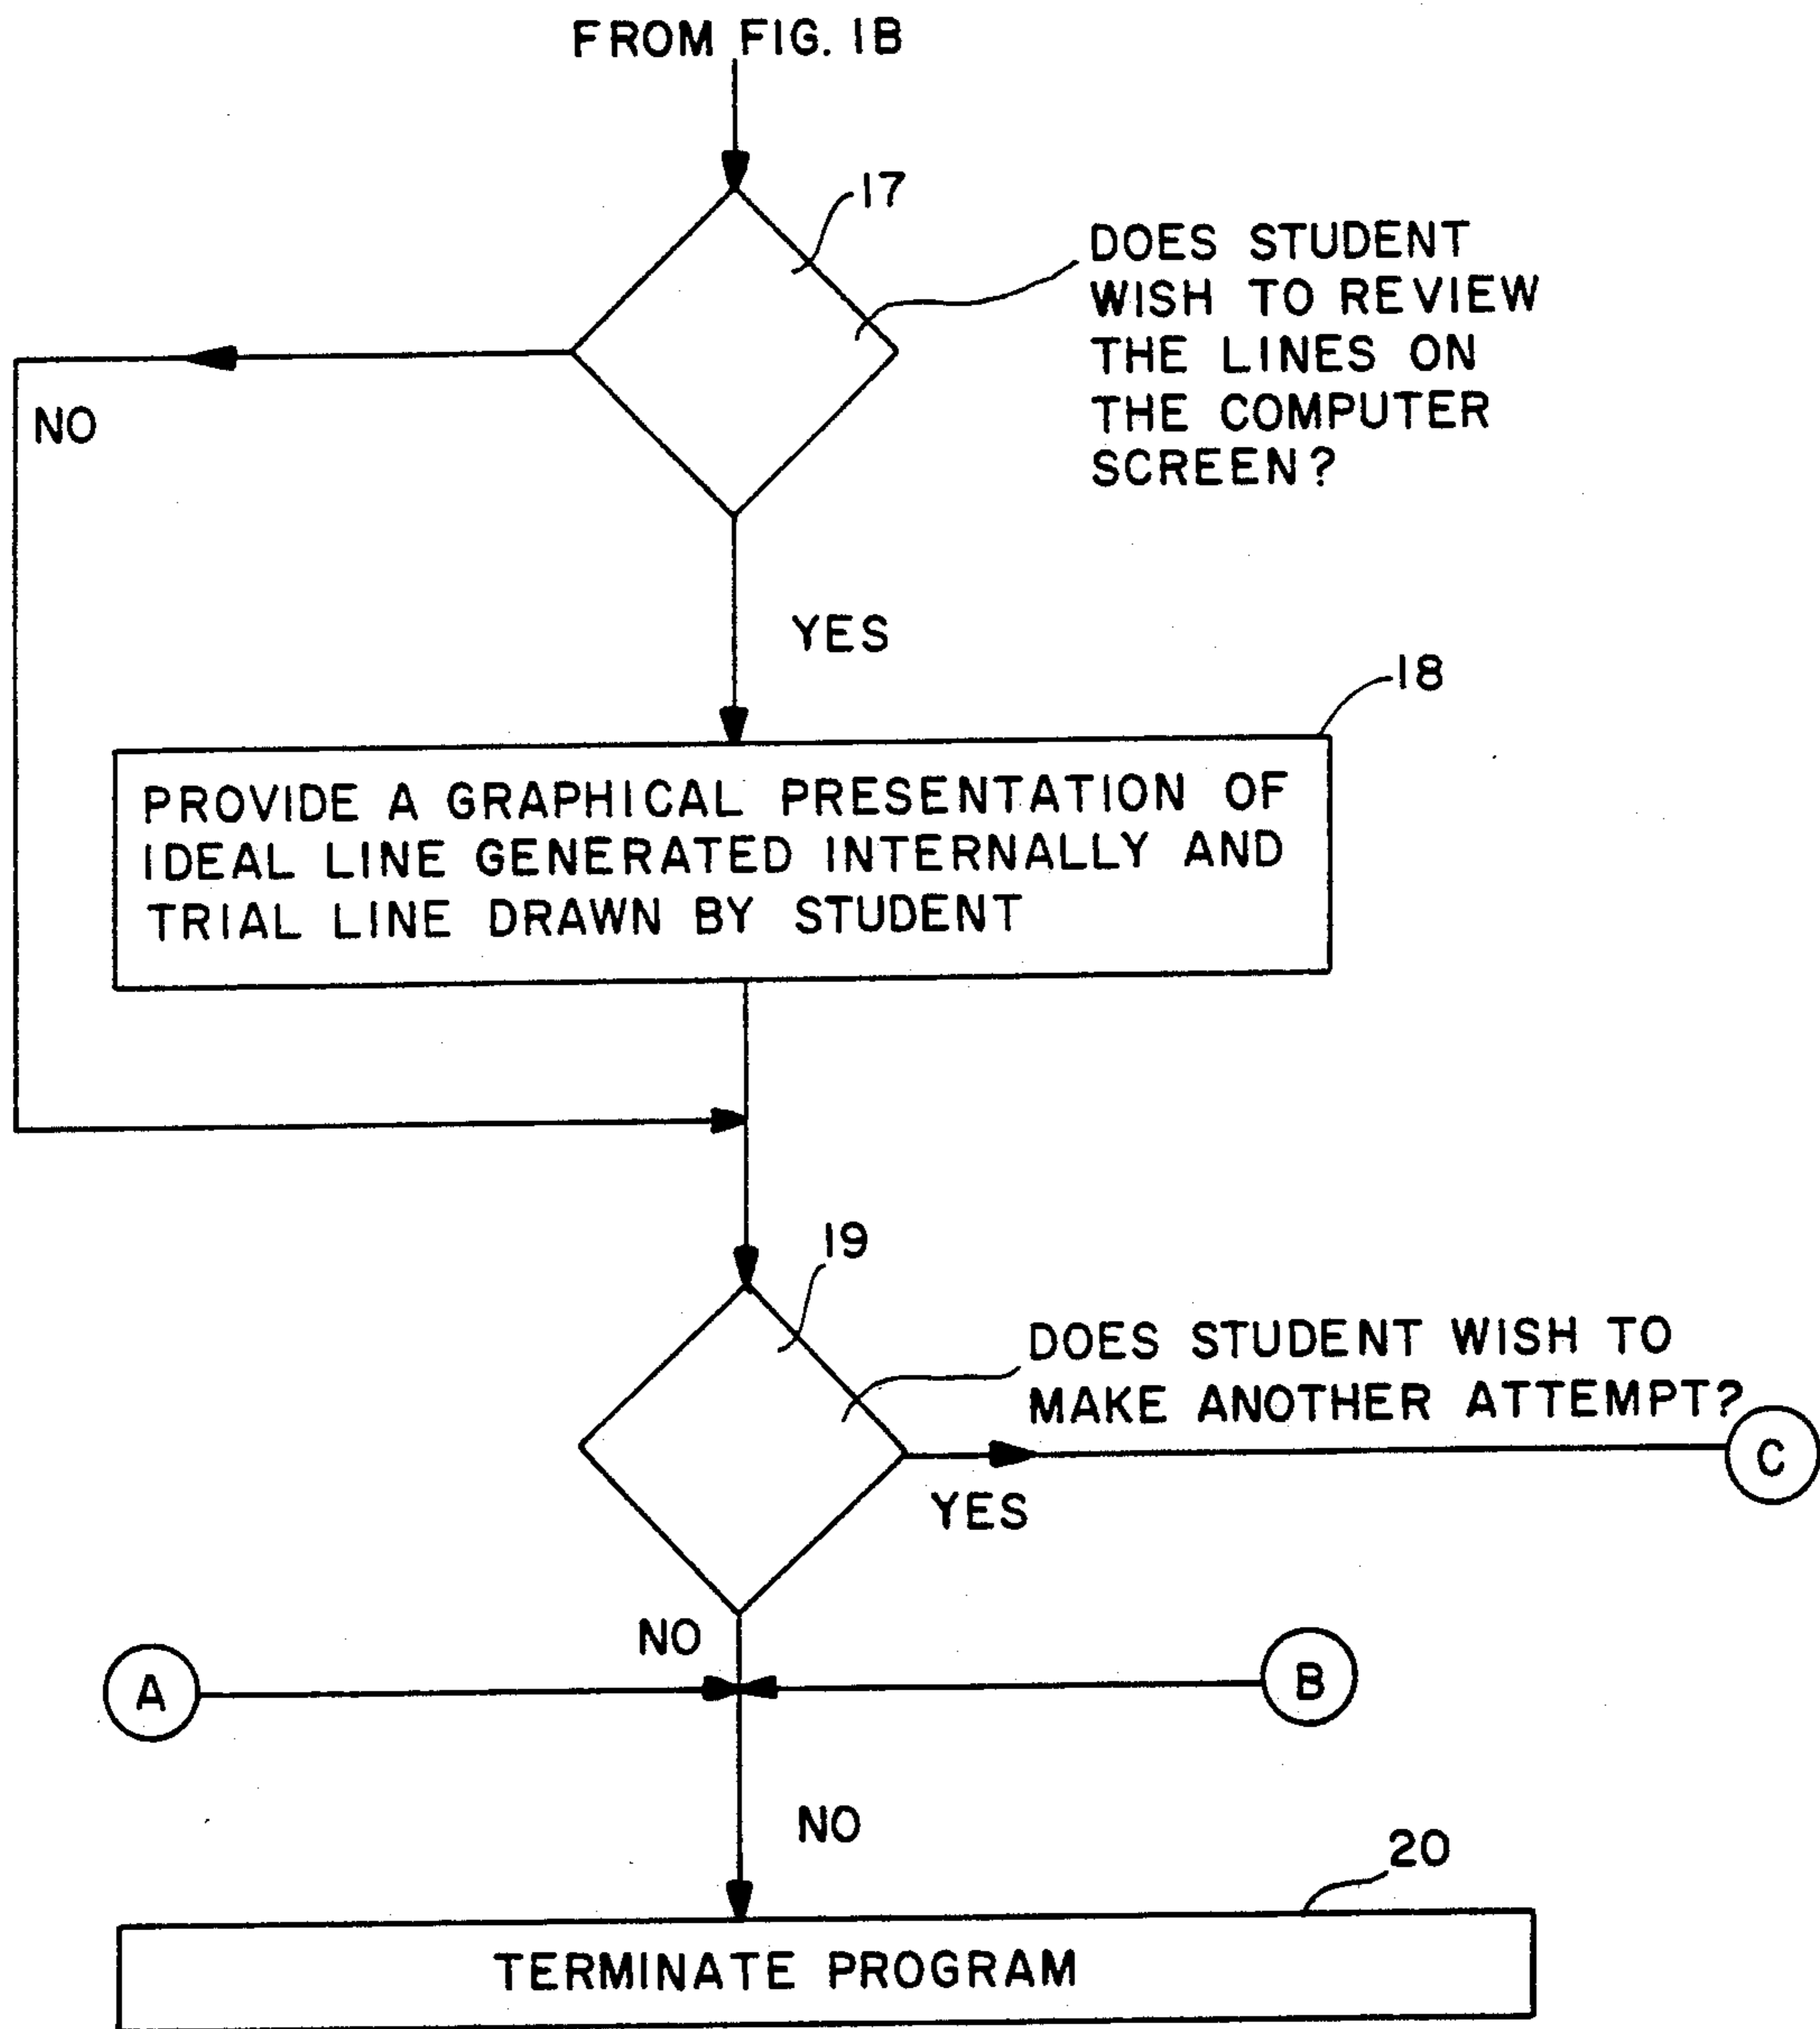 FROM FIG. 1B
17
DOES STUDENT
WISH TO REVIEW
THE LINES ON
THE COMPUTER
SCREEN?
NO
YES
18
PROVIDE A GRAPHICAL PRESENTATION OF
IDEAL LINE GENERATED INTERNALLY AND
TRIAL LINE DRAWN BY STUDENT
19
DOES STUDENT WISH TO
MAKE ANOTHER ATTEMPT?
C
YES
NO
A
B
NO
20
TERMINATE PROGRAM